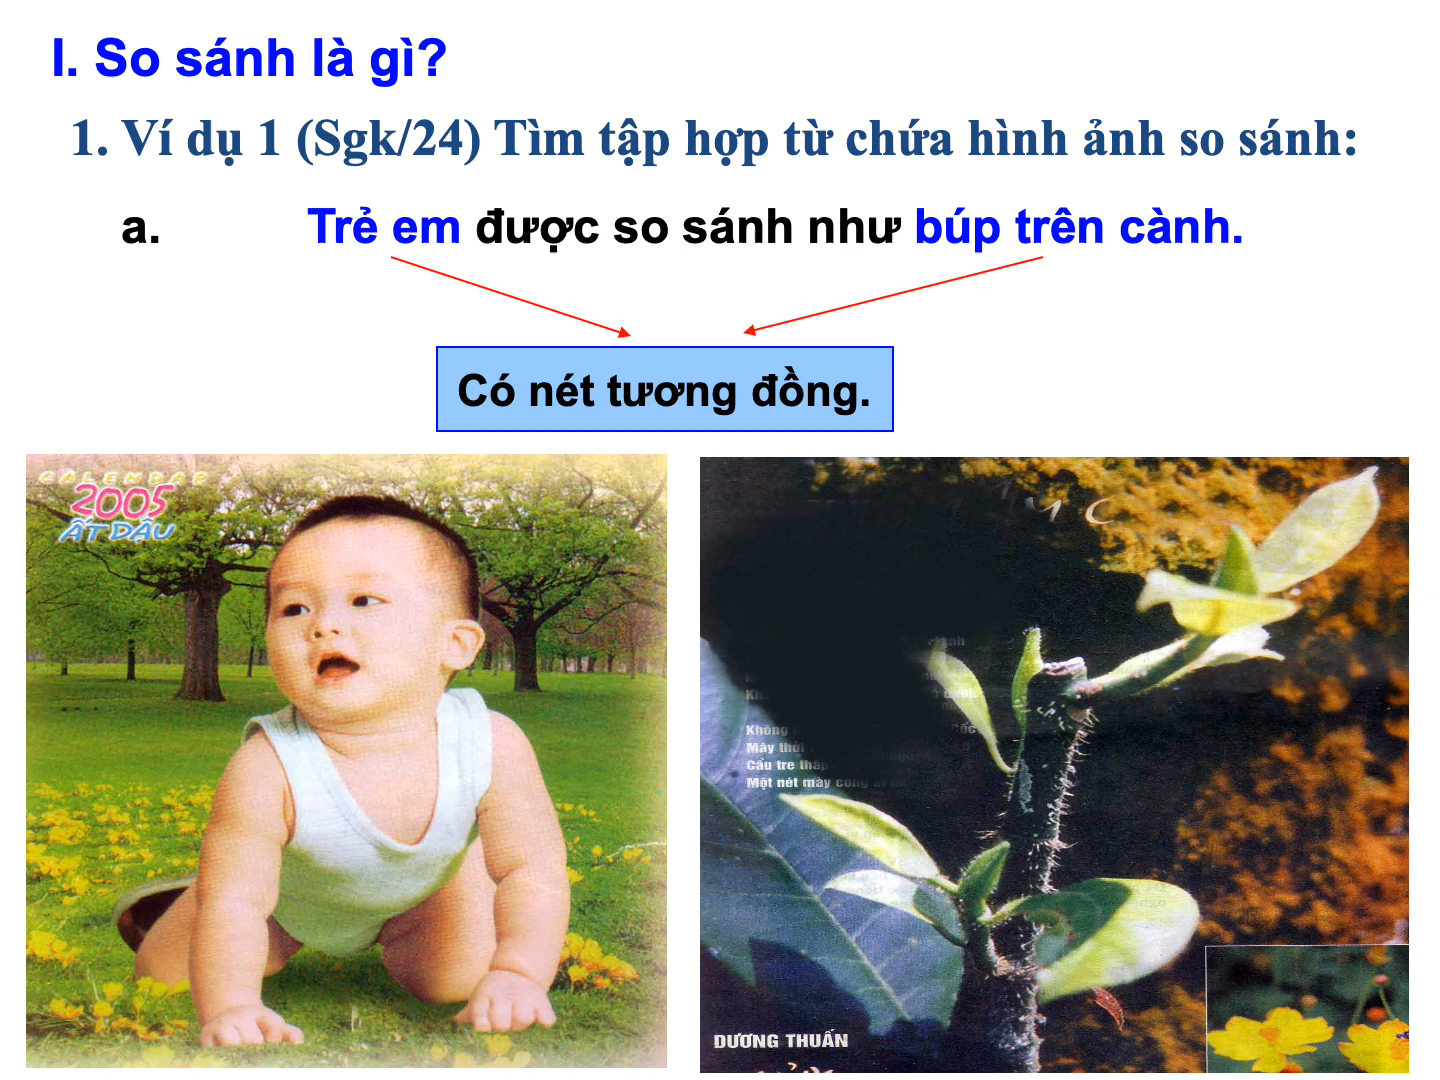 I. So sánh là gì?
1. Ví dụ 1 (Sgk/24) Tìm tập hợp từ chứa hình ảnh so sánh:
a. Trẻ em được so sánh như búp trên cành.
Có nét tương đồng.
CALENDAR
2005
ẤT DẬU
Không
Mây thời
Cầu tre
Một nét mày cong
DƯƠNG THUẤN